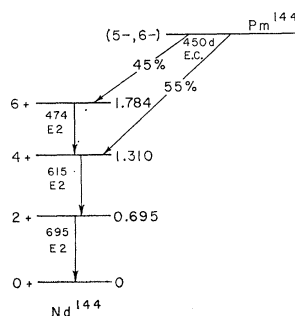 Pm144
(5-,6-)
450d
E.C.
45%
55%
6+ 1.784
474
E2
4+ 1.310
615
E2
2+ 0.695
695
E2
0+ 0
Nd144